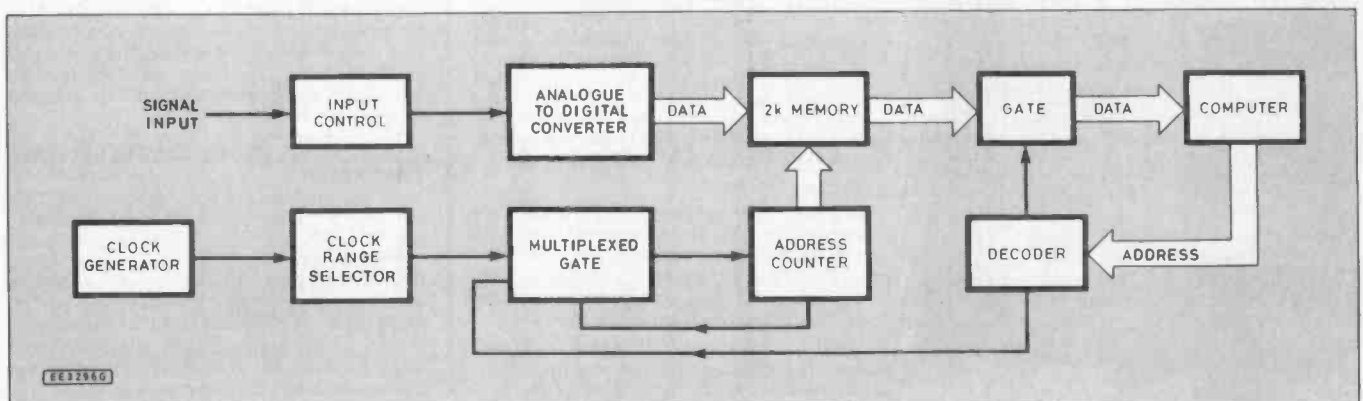 SIGNAL
INPUT
INPUT
CONTROL
ANALOGUE
TO DIGITAL
CONVERTER
DATA
2k MEMORY
DATA
GATE
DATA
COMPUTER
CLOCK
GENERATOR
CLOCK
RANGE
SELECTOR
MULTIPLEXED
GATE
ADDRESS
COUNTER
DECODER
ADDRESS
EE3296G